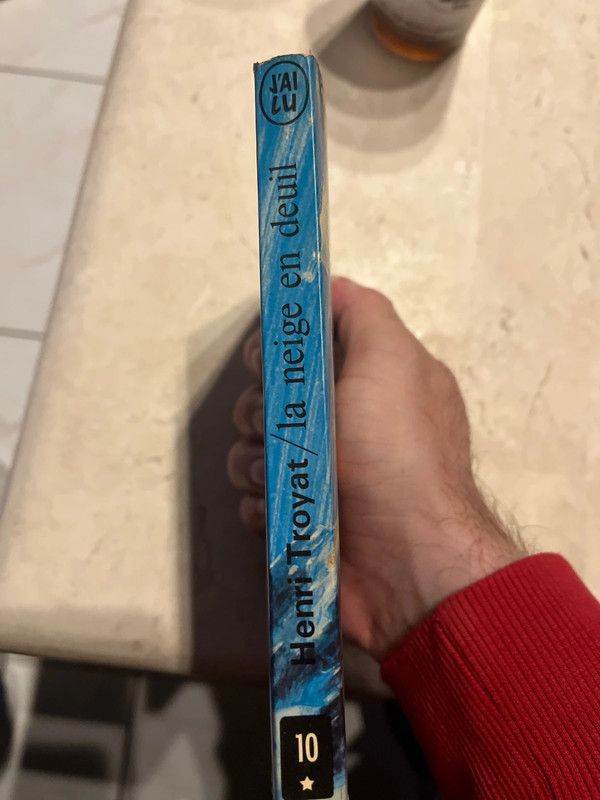 J'AI
LU
Henri Troyat/la neige en deuil
10